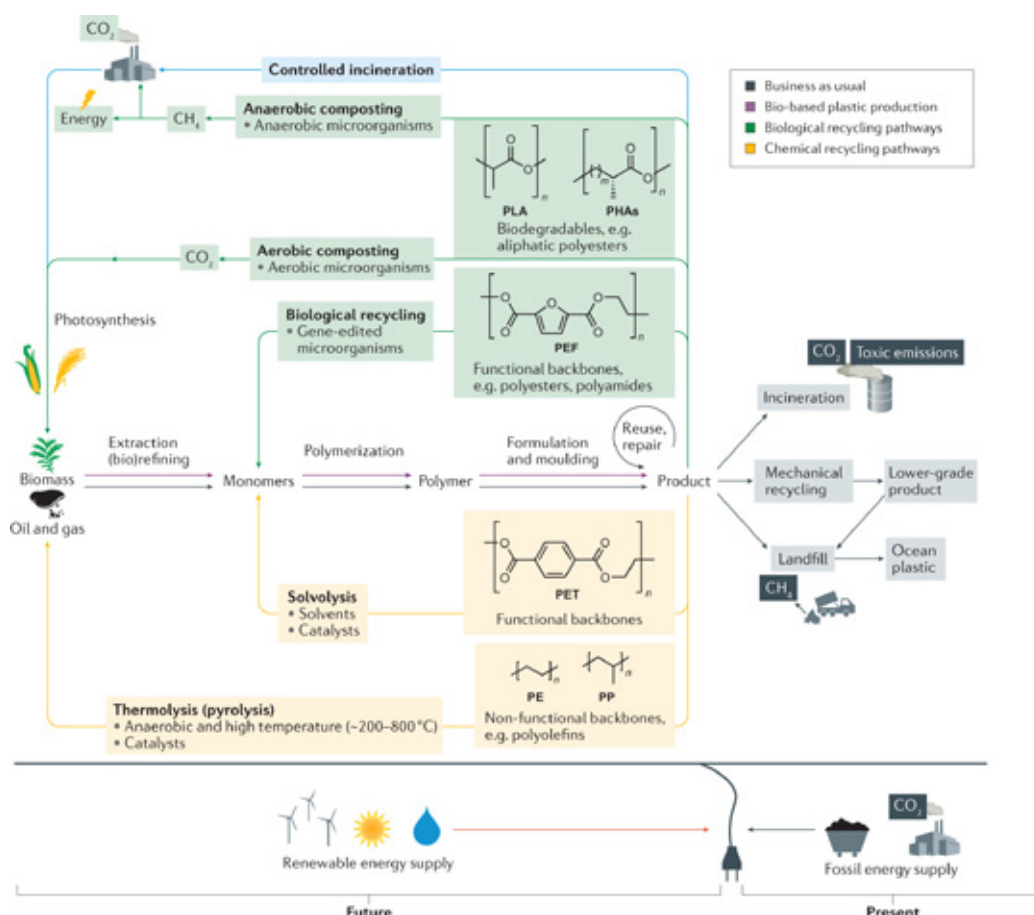 CO₂
Controlled incineration
Business as usual
Bio-based plastic production
Biological recycling pathways
Chemical recycling pathways
Energy
CH₄
Anaerobic composting
• Anaerobic microorganisms
O
O
n
PLA
m
O
O
n
PHAs
Biodegradables, e.g.
aliphatic polyesters
CO₂
Aerobic composting
• Aerobic microorganisms
Biological recycling
• Gene-edited
microorganisms
O
O
O
O
O
n
PEF
Functional backbones,
e.g. polyesters, polyamides
Photosynthesis
CO₂
Toxic emissions
Incineration
Reuse,
repair
Extraction
(bio)refining
Polymerization
Formulation
and moulding
Biomass
Monomers
Polymer
Product
Mechanical
recycling
Lower-grade
product
Oil and gas
Landfill
Ocean
plastic
CH₄
O
O
O
O
n
PET
Functional backbones
Solvolysis
• Solvents
• Catalysts
n
PE
n
PP
Non-functional backbones,
e.g. polyolefins
Thermolysis (pyrolysis)
• Anaerobic and high temperature (~200–800 °C)
• Catalysts
Renewable energy supply
CO₂
Fossil energy supply
Future
Present